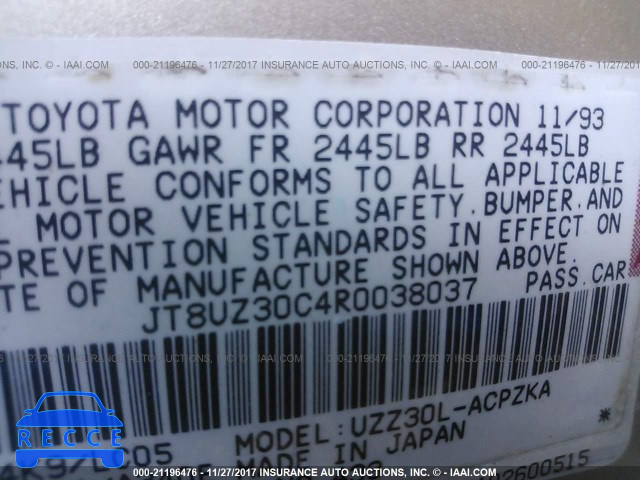 000-21196476 - 11/27/2017 INSURANCE AUTO AUCTIONS, INC. © - IAAI.COM
TOYOTA MOTOR CORPORATION 11/93
445LB GAWR FR 2445LB RR 2445LB
VEHICLE CONFORMS TO ALL APPLICABLE
MOTOR VEHICLE SAFETY, BUMPER, AND
PREVENTION STANDARDS IN EFFECT ON
TE OF MANUFACTURE SHOWN ABOVE.
JT8UZ30C4R0038037 PASS. CAR
MODEL: UZZ30L-ACPZKA *
MADE IN JAPAN
000-21196476 - 11/27/2017 INSURANCE AUTO AUCTIONS, INC. © - IAAI.COM